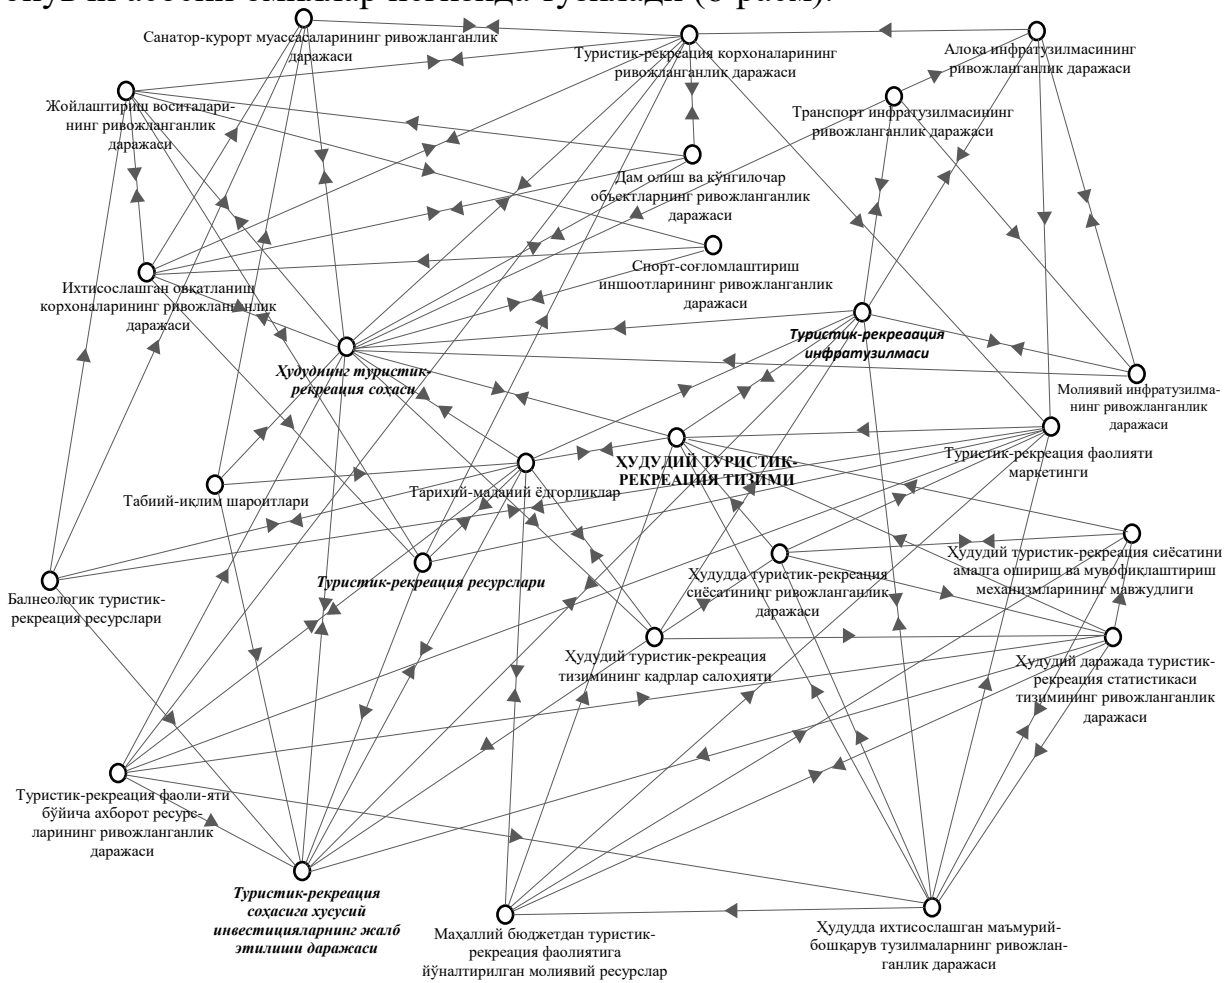 Санатор-курорт муассасаларининг ривожланганлик
даражаси
Туристик-рекреация корхоналарининг
ривожланганлик даражаси
Алоқа инфратузилмасининг
ривожланганлик даражаси
Жойлаштириш воситалари-
нинг ривожланганлик
даражаси
Транспорт инфратузилмасининг
ривожланганлик даражаси
Дам олиш ва кўнгилочар
объектларнинг ривожланганлик
даражаси
Спорт-соғломлаштириш
иншоотларининг ривожланганлик
даражаси
Ихтисослашган овқатланиш
корхоналарининг ривожланганлик
даражаси
Туристик-рекреаация
инфратузилмаси
Ҳудуднинг туристик-
рекреация соҳаси
Молиявий инфратузилма-
нинг ривожланганлик
даражаси
Туристик-рекреация фаолияти
маркетинги
ҲУДУДИЙ ТУРИСТИК-
РЕКРЕАЦИЯ ТИЗИМИ
Табиий-иқлим шароитлари
Тарихий-маданий ёдгорликлар
Туристик-рекреация ресурслари
Балнеологик туристик-
рекреация ресурслари
Ҳудудда туристик-рекреация
сиёсатининг ривожланганлик
даражаси
Ҳудудий туристик-рекреация сиёсатини
амалга ошириш ва мувофиқлаштириш
механизмларининг мавжудлиги
Ҳудудий туристик-рекреация
тизимининг кадрлар салоҳияти
Ҳудудий даражада туристик-
рекреация статистикаси
тизимининг ривожланганлик
даражаси
Туристик-рекреация фаоли-яти
бўйича ахборот ресурс-
ларининг ривожланганлик
даражаси
Туристик-рекреация
соҳасига хусусий
инвестицияларнинг жалб
этилиши даражаси
Маҳаллий бюджетдан туристик-
рекреация фаолиятига
йўналтирилган молиявий ресурслар
Ҳудудда ихтисослашган маъмурий-
бошқарув тузилмаларнинг ривожлан-
ганлик даражаси